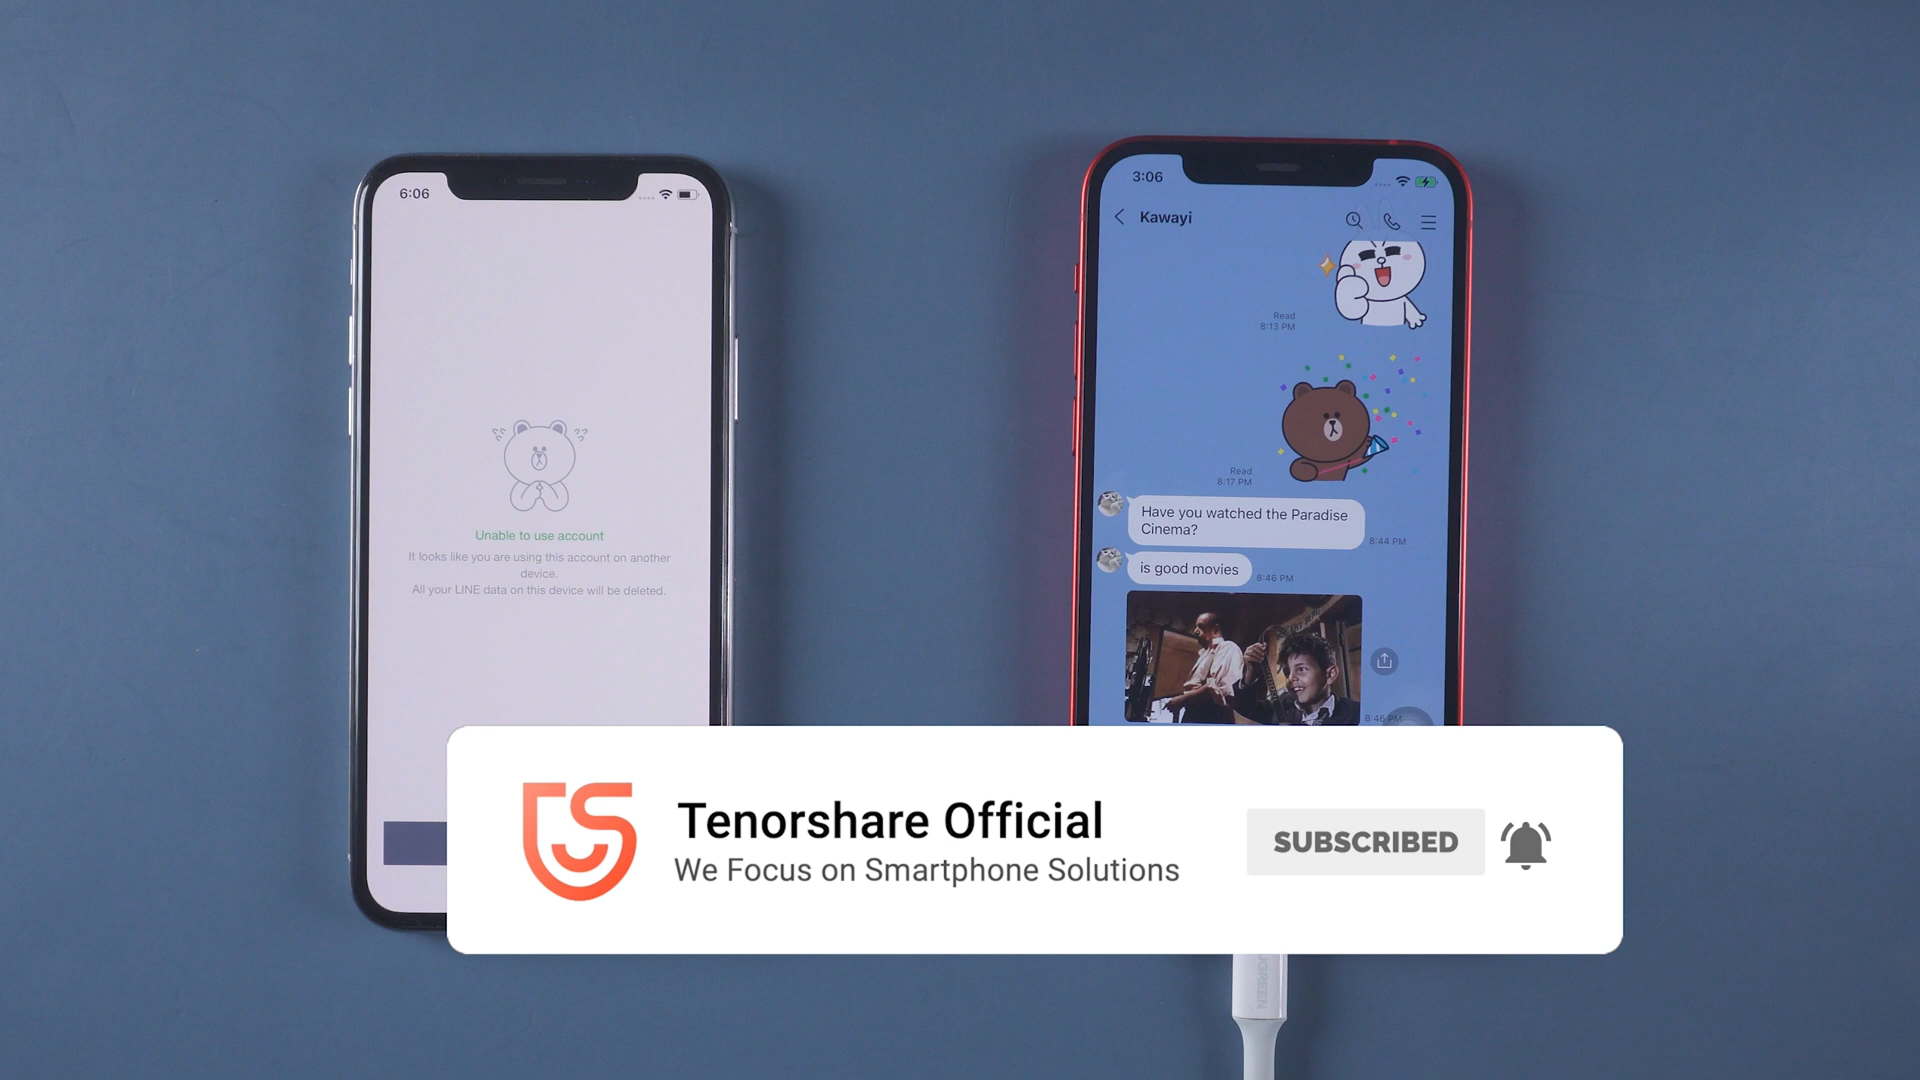 6:06
Unable to use account
It looks like you are using this account on another
device.
All your LINE data on this device will be deleted.
3:06
Kawayi
Read
8:13 PM
Read
8:17 PM
Have you watched the Paradise
Cinema?
8:44 PM
is good movies
8:46 PM
8:46 PM
Tenorshare Official
We Focus on Smartphone Solutions
SUBSCRIBED
UGREEN